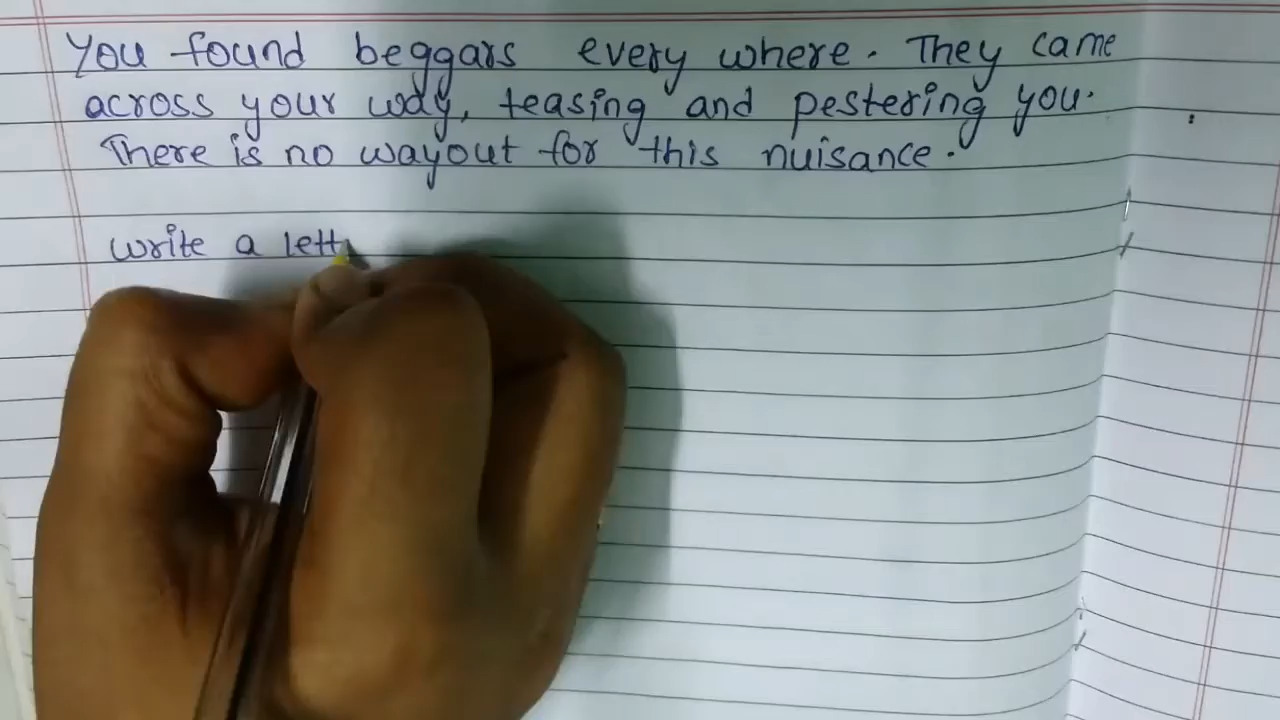 You found beggars every where. They came
across your way, teasing and pestering you.
There is no wayout for this nuisance.
write a lett